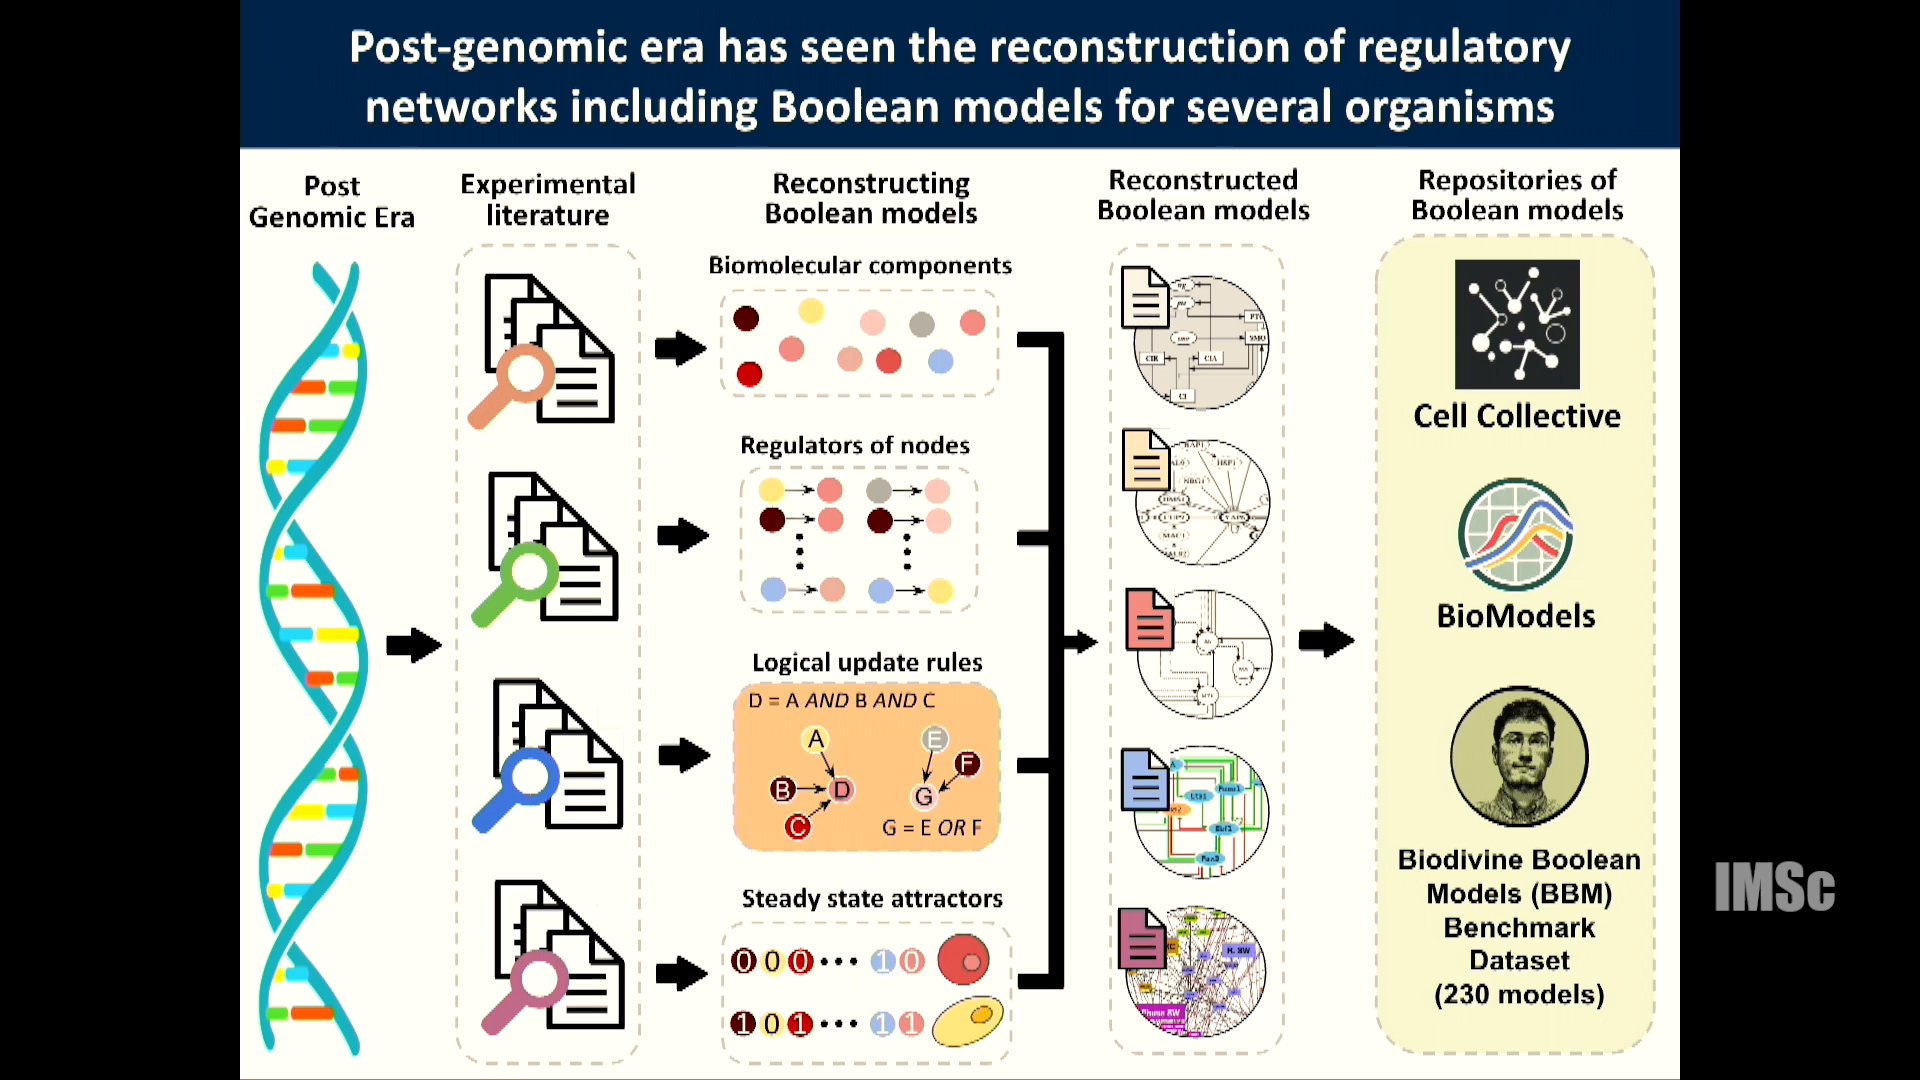 Post-genomic era has seen the reconstruction of regulatory
networks including Boolean models for several organisms
Post
Genomic Era
Experimental
literature
Reconstructing
Boolean models
Reconstructed
Boolean models
Repositories of
Boolean models
Biomolecular components
Regulators of nodes
Logical update rules
D = A AND B AND C
A
B
C
D
E
F
G
G = E OR F
Steady state attractors
0 0 0 ••• 1 0
1 0 1 ••• 1 1
CIR
CIA
CI
Cell Collective
BioModels
Biodivine Boolean
Models (BBM)
Benchmark
Dataset
(230 models)
IMSc